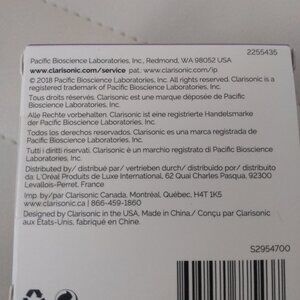 2255435
Pacific Bioscience Laboratories, Inc., Redmond, WA 98052 USA
www.clarisonic.com/service pat.: www.clarisonic.com/ip
© 2018 Pacific Bioscience Laboratories, Inc. All rights reserved. Clarisonic is a
registered trademark of Pacific Bioscience Laboratories, Inc.
Tous droits réservés. Clarisonic est une marque déposée de Pacific
Bioscience Laboratories, Inc.
Alle Rechte vorbehalten. Clarisonic ist eine registrierte Handelsmarke
der Pacific Bioscience Laboratories, Inc.
Todos los derechos reservados. Clarisonic es una marca registrada de
Pacific Bioscience Laboratories, Inc.
Tutti i diritti riservati. Clarisonic è un marchio registrato di Pacific
Bioscience Laboratories, Inc.
Distributed by/ distribué par/ vertrieben durch/ distribuido por/ distribuito
da L'Oreal Produits de Luxe International, 62 Quai Charles Pasqua, 92300
Levallois-Perret, France
Imp. by/par Clarisonic Canada, Montréal, Québec, H4T 1K5
www.clarisonic.ca | 866-459-1860
Designed by Clarisonic in the USA. Made in China./ Conçu par Clarisonic
aux États-Unis, fabriqué en Chine.
S2954700